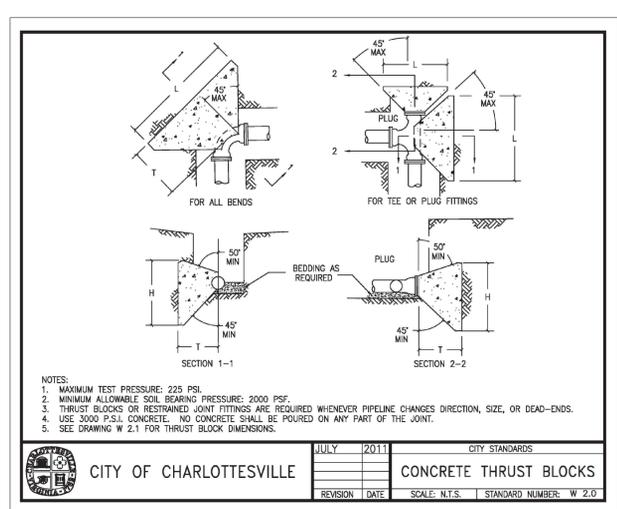 45° MAX
L
1
45°
L
T
1
FOR ALL BENDS
45° MAX
L
2
PLUG
45° MAX
L
2
1
1
FOR TEE OR PLUG FITTINGS
50° MIN
H
45° MIN
T
SECTION 1-1
BEDDING AS
REQUIRED
PLUG
50° MIN
H
45° MIN
T
SECTION 2-2
NOTES:
1. MAXIMUM TEST PRESSURE: 225 PSI.
2. MINIMUM ALLOWABLE SOIL BEARING PRESSURE: 2000 PSF.
3. THRUST BLOCKS OR RESTRAINED JOINT FITTINGS ARE REQUIRED WHENEVER PIPELINE CHANGES DIRECTION, SIZE, OR DEAD-ENDS.
4. USE 3000 P.S.I. CONCRETE. NO CONCRETE SHALL BE POURED ON ANY PART OF THE JOINT.
5. SEE DRAWING W 2.1 FOR THRUST BLOCK DIMENSIONS.
CHARLOTTESVILLE
VIRGINIA
CITY OF CHARLOTTESVILLE
JULY 2011
REVISION DATE
CITY STANDARDS
CONCRETE THRUST BLOCKS
SCALE: N.T.S. STANDARD NUMBER: W 2.0